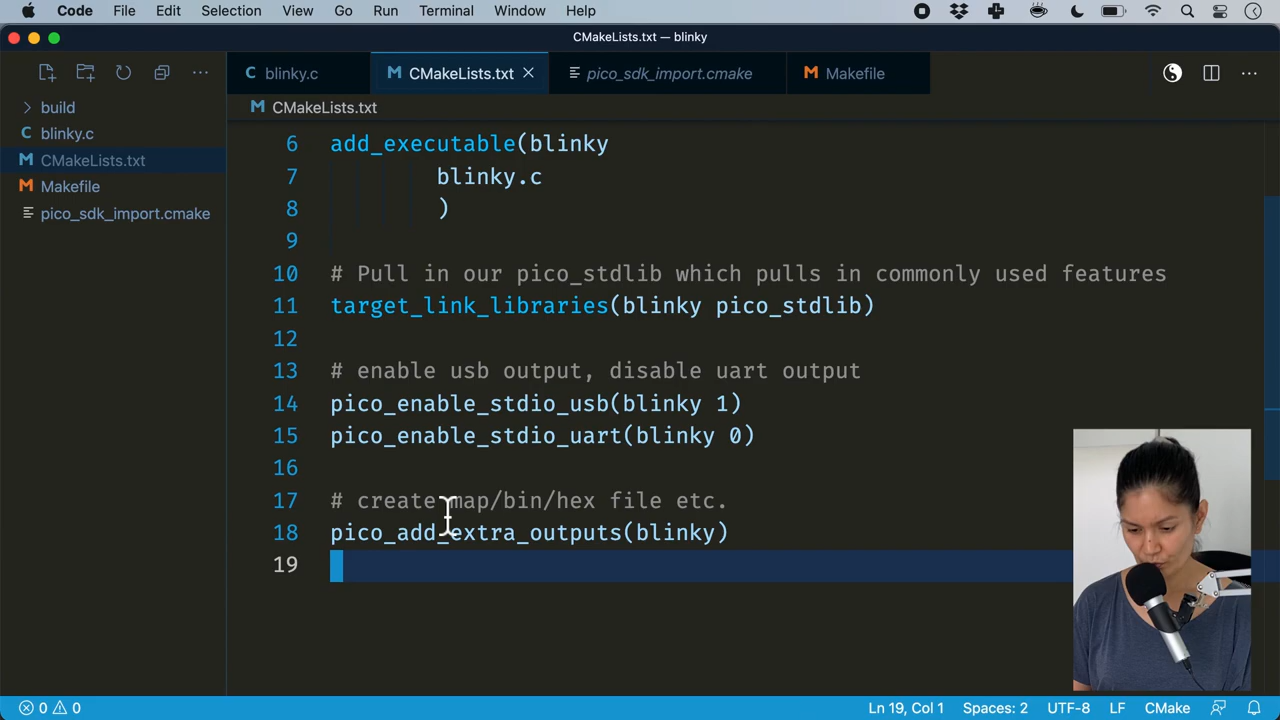 Code File Edit Selection View Go Run Terminal Window Help
CMakeLists.txt — blinky
blinky.c CMakeLists.txt pico_sdk_import.cmake Makefile
build
blinky.c
CMakeLists.txt
Makefile
pico_sdk_import.cmake
CMakeLists.txt
6 add_executable(blinky
7 blinky.c
8 )
9
10 # Pull in our pico_stdlib which pulls in commonly used features
11 target_link_libraries(blinky pico_stdlib)
12
13 # enable usb output, disable uart output
14 pico_enable_stdio_usb(blinky 1)
15 pico_enable_stdio_uart(blinky 0)
16
17 # create map/bin/hex file etc.
18 pico_add_extra_outputs(blinky)
19
0 0 Ln 19, Col 1 Spaces: 2 UTF-8 LF CMake